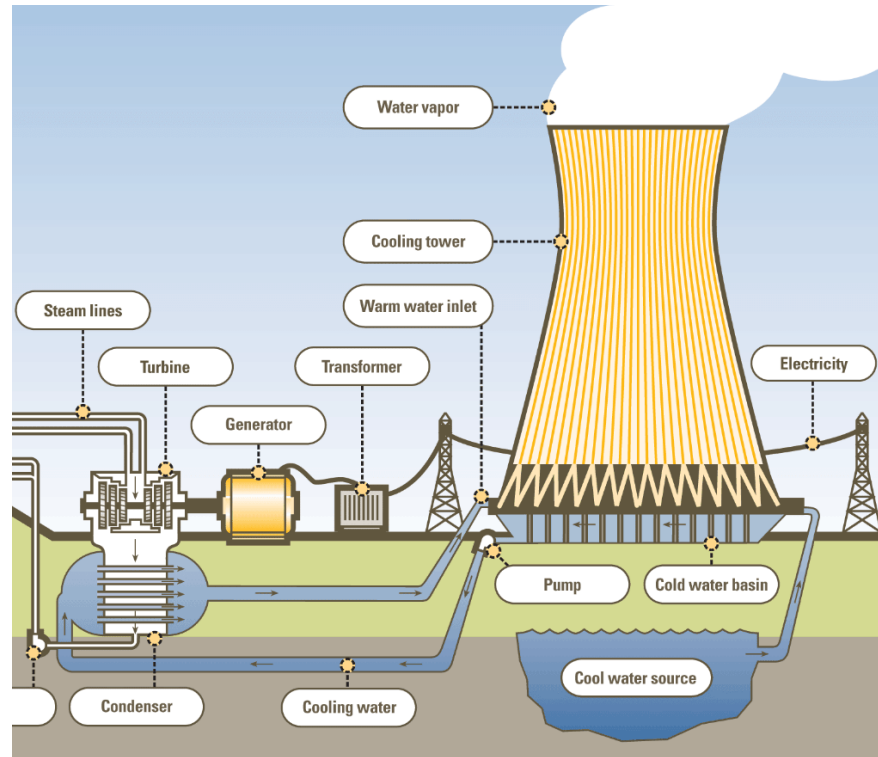 Water vapor
Cooling tower
Steam lines
Warm water inlet
Turbine
Transformer
Electricity
Generator
Pump
Cold water basin
Cool water source
Condenser
Cooling water